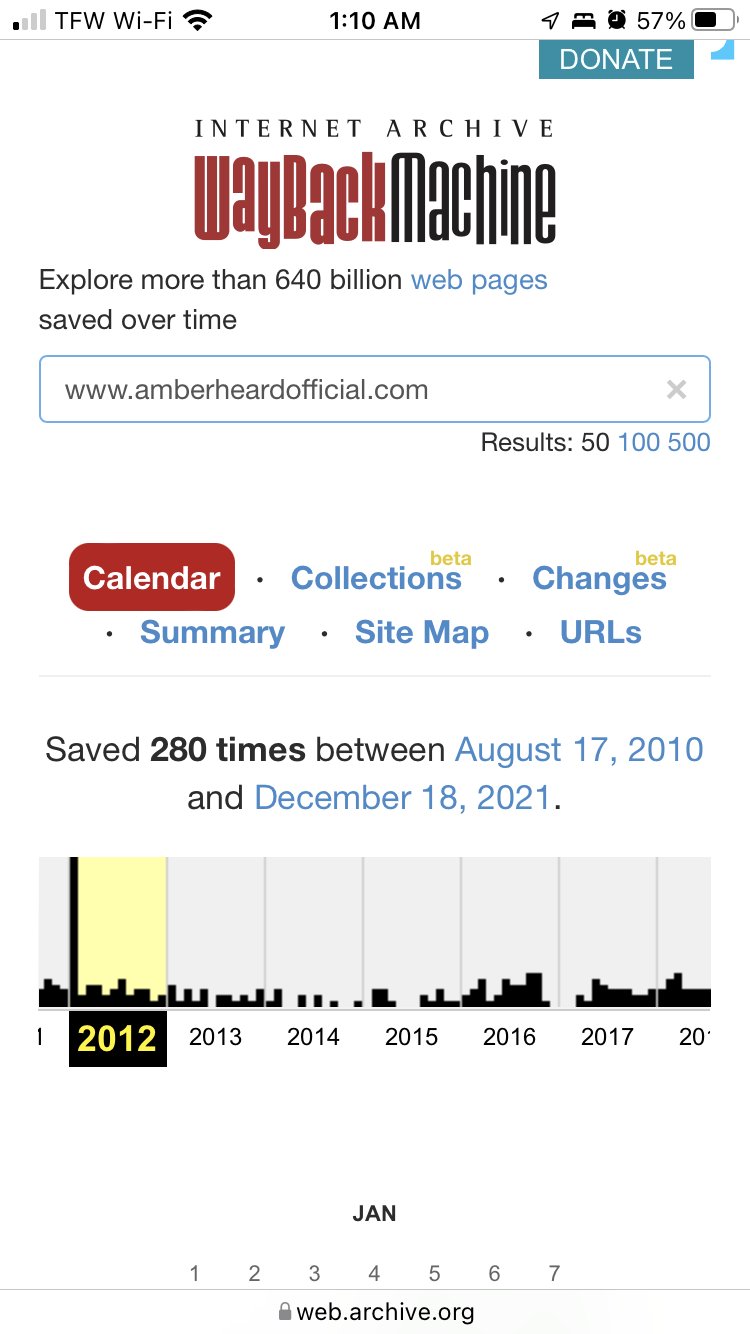 TFW Wi-Fi 1:10 AM 57%
DONATE
INTERNET ARCHIVE
WayBackMachine
Explore more than 640 billion web pages
saved over time
www.amberheardofficial.com ×
Results: 50 100 500
Calendar · Collections beta · Changes beta
· Summary · Site Map · URLs
Saved 280 times between August 17, 2010
and December 18, 2021.
1 2012 2013 2014 2015 2016 2017 201
JAN
1 2 3 4 5 6 7
web.archive.org